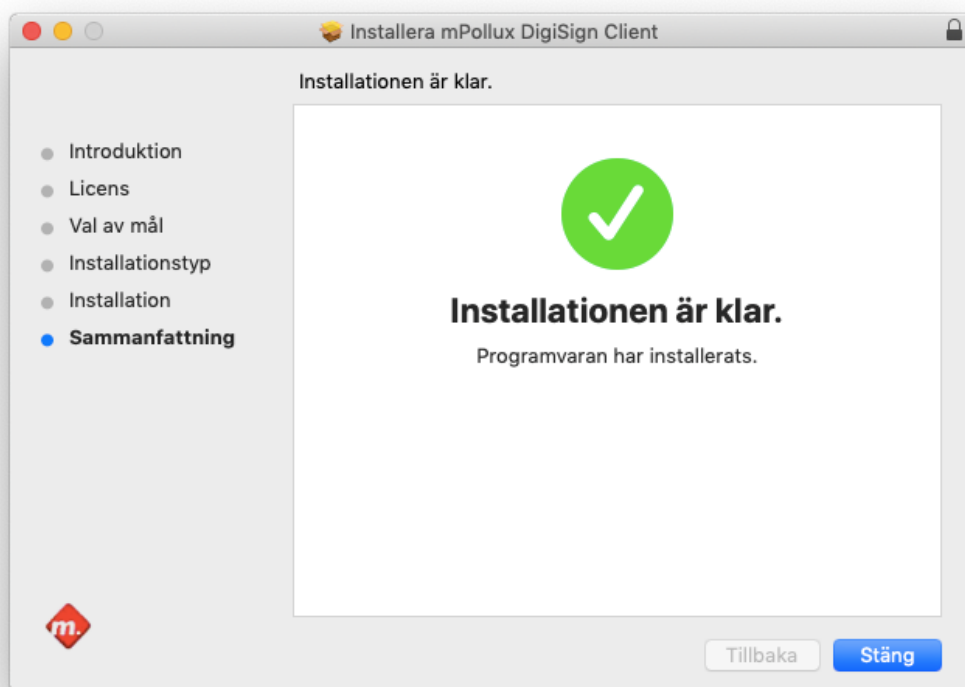 Installera mPollux DigiSign Client
Installationen är klar.
Introduktion
Licens
Val av mål
Installationstyp
Installation
Sammanfattning
Installationen är klar.
Programvaran har installerats.
m.
Tillbaka
Stäng